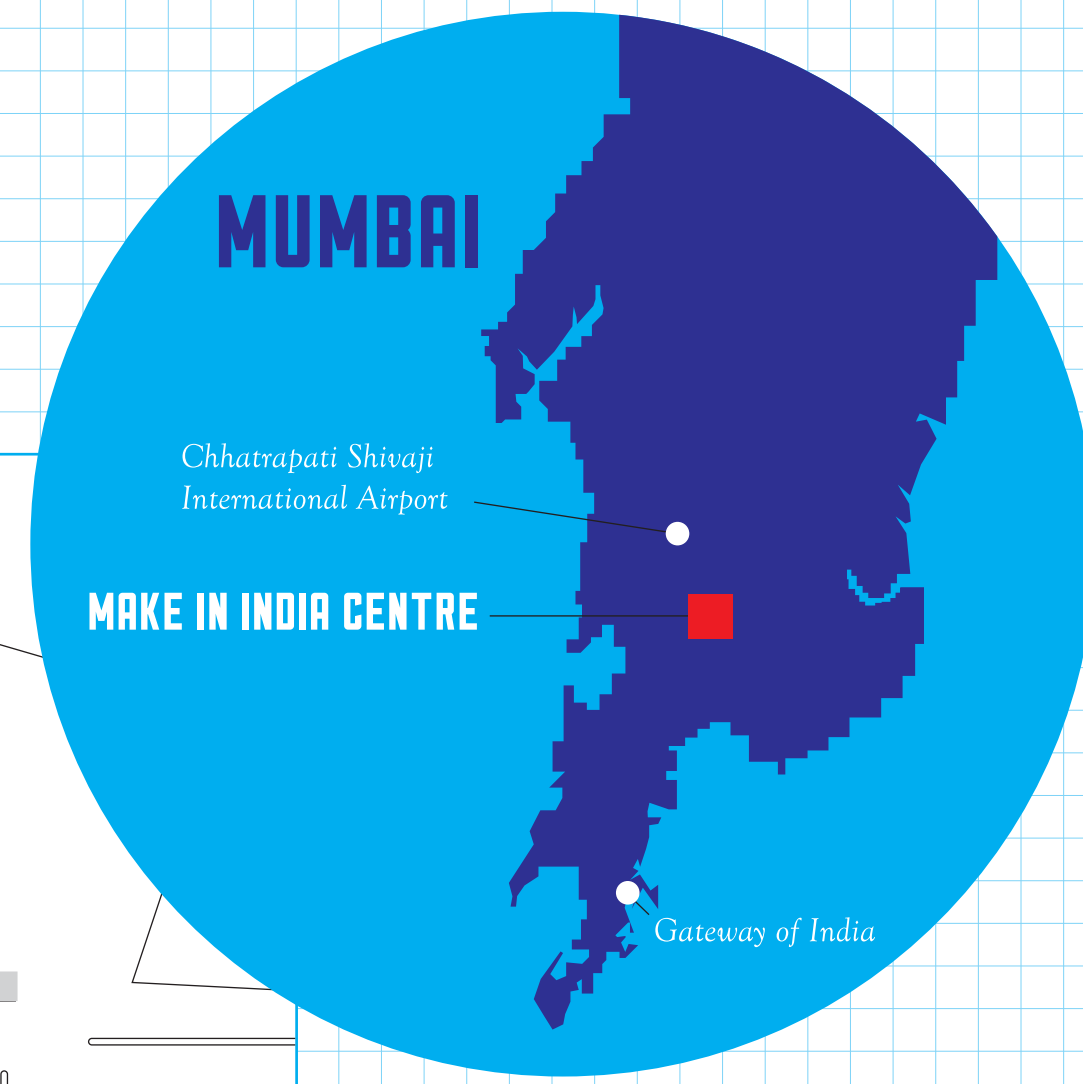 MUMBAI
Chhatrapati Shivaji
International Airport
MAKE IN INDIA CENTRE
Gateway of India